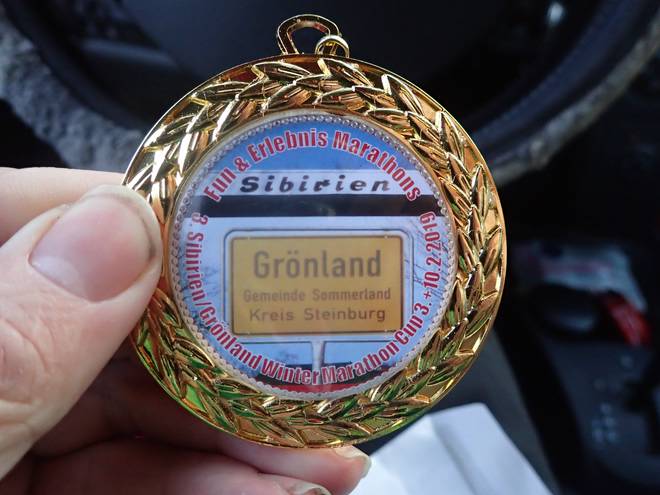 Fun & Erlebnis Marathons
Sibirien
Grönland
Gemeinde Sommerland
Kreis Steinburg
3. Sibirien/Grönland Winter Marathon Cup 3.+10.2.2019